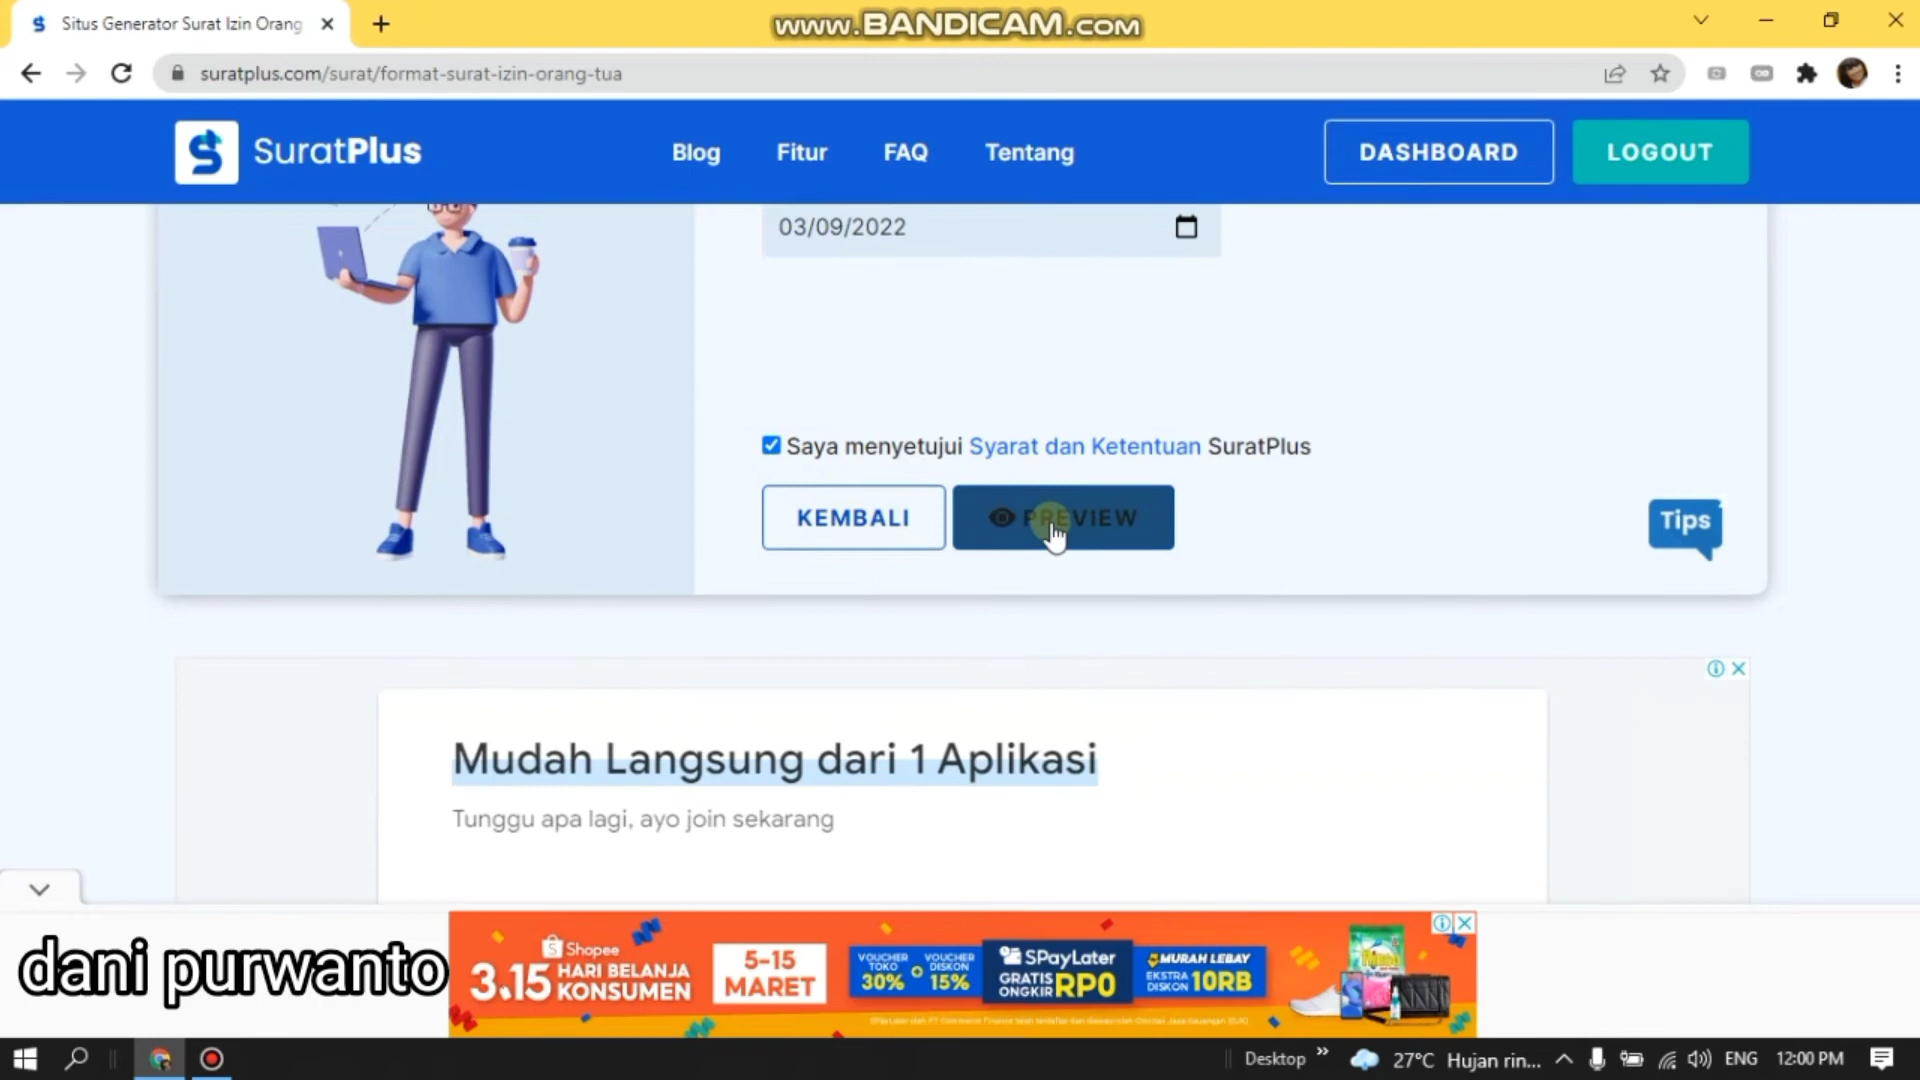 Situs Generator Surat Izin Orang
www.BANDICAM.com
suratplus.com/surat/format-surat-izin-orang-tua
SuratPlus
Blog
Fitur
FAQ
Tentang
DASHBOARD
LOGOUT
03/09/2022
Saya menyetujui Syarat dan Ketentuan SuratPlus
KEMBALI
PREVIEW
Tips
Mudah Langsung dari 1 Aplikasi
Tunggu apa lagi, ayo join sekarang
dani purwanto
Shopee
3.15 HARI BELANJA KONSUMEN
5-15 MARET
VOUCHER TOKO 30% + VOUCHER DISKON 15%
SPayLater
GRATIS ONGKIR RP0
MURAH LEBAY
EKSTRA DISKON 10RB
Desktop
27°C Hujan rin...
ENG
12:00 PM